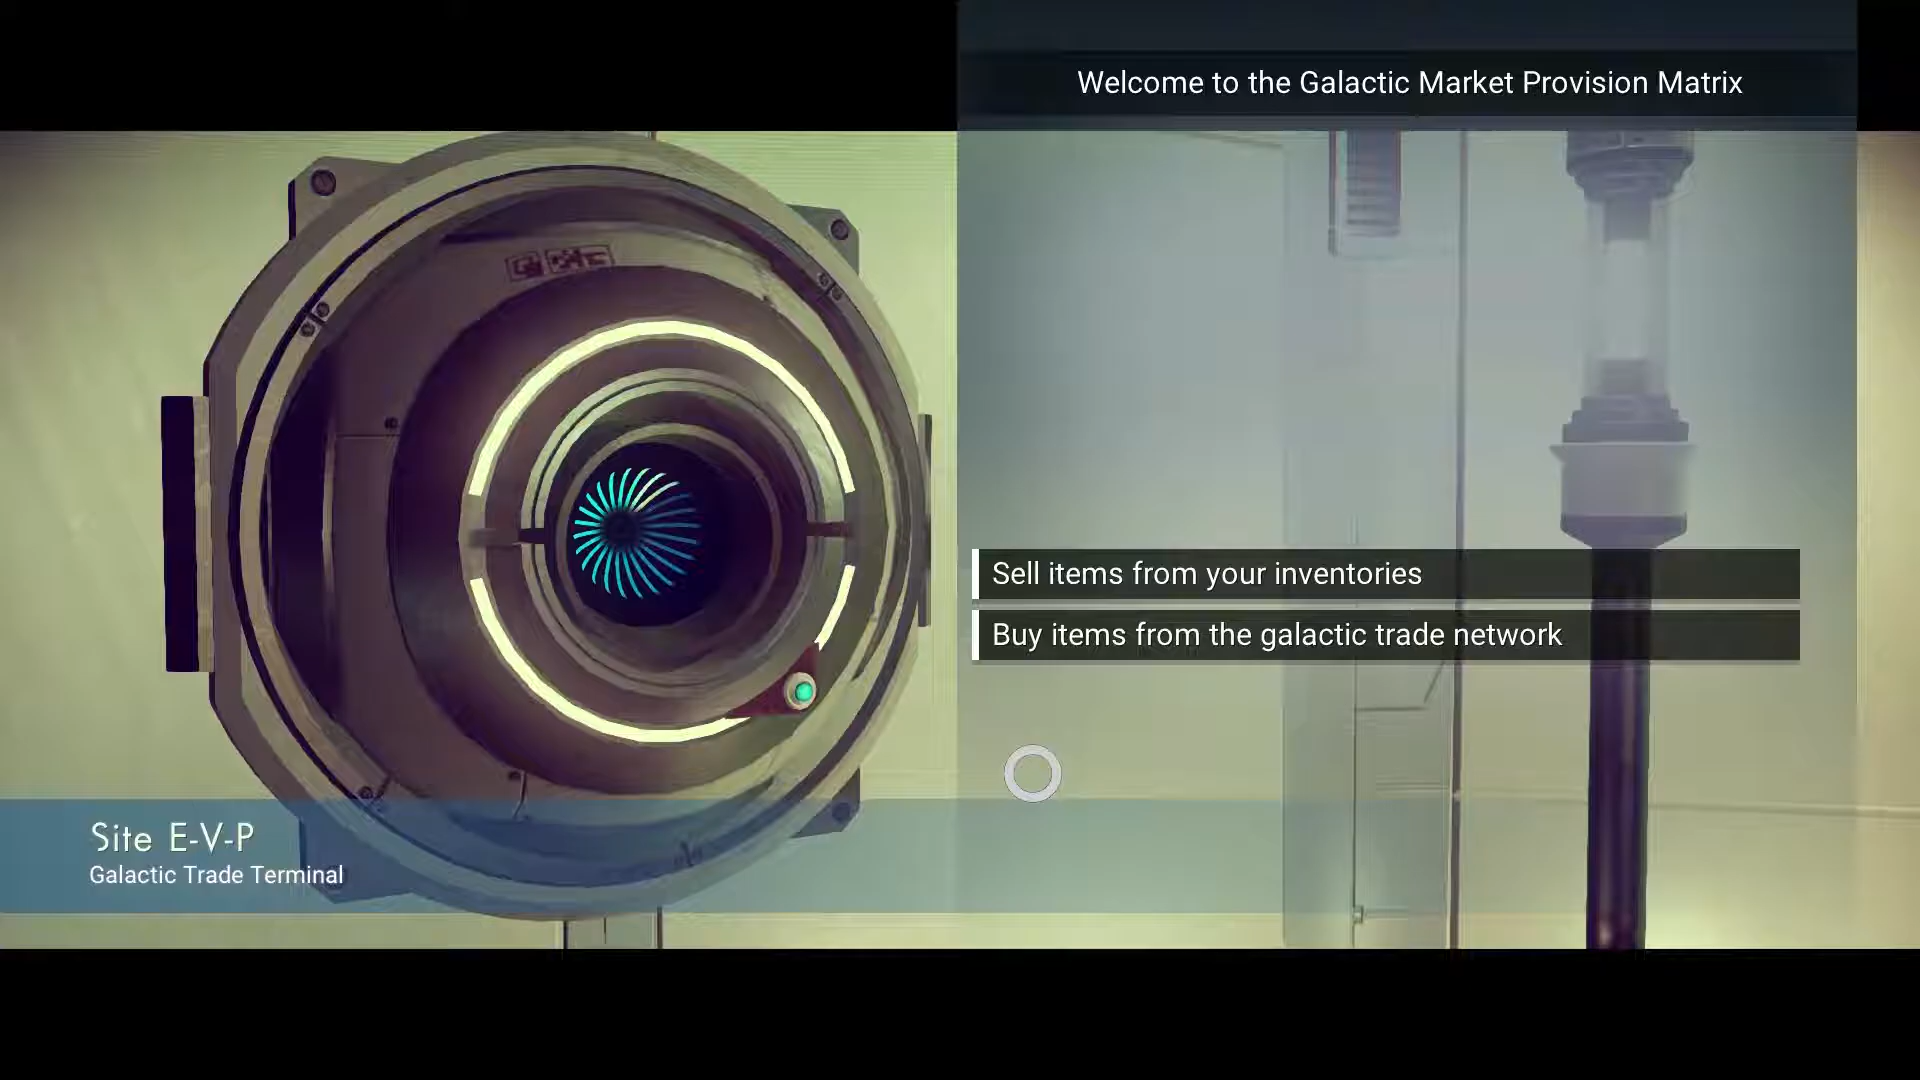 Welcome to the Galactic Market Provision Matrix
Sell items from your inventories
Buy items from the galactic trade network
Site E-V-P
Galactic Trade Terminal